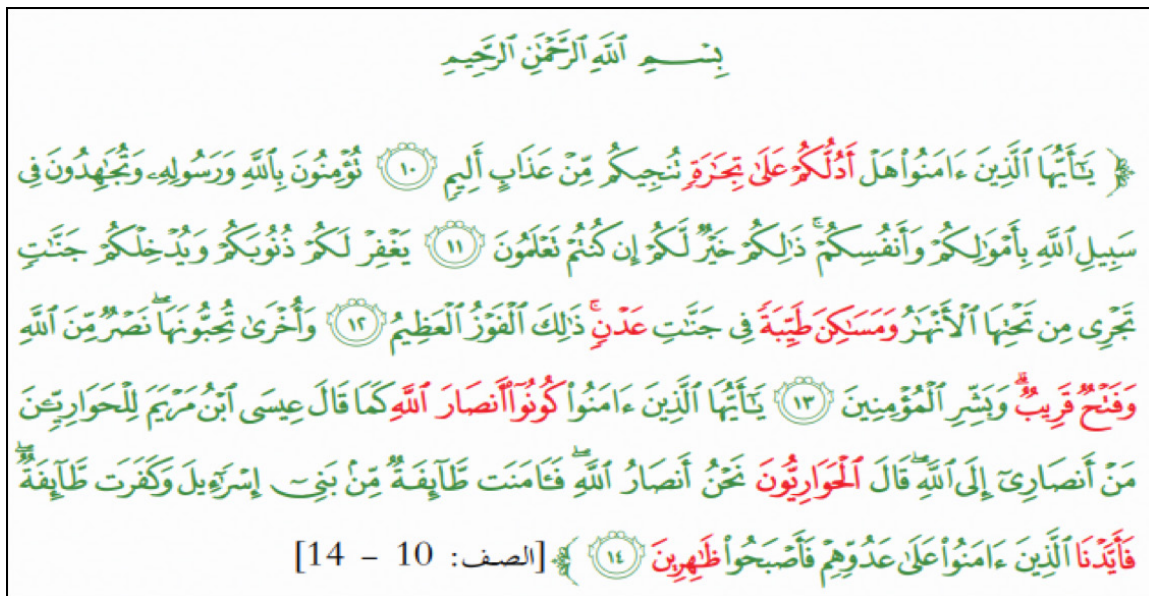 بِسْمِ ٱللَّهِ ٱلرَّحْمَٰنِ ٱلرَّحِيمِ
﴿ يَٰٓأَيُّهَا ٱلَّذِينَ ءَامَنُوا۟ هَلْ أَدُلُّكُمْ عَلَىٰ تِجَٰرَةٍ تُنجِيكُم مِّنْ عَذَابٍ أَلِيمٍ ١٠ تُؤْمِنُونَ بِٱللَّهِ وَرَسُولِهِۦ وَتُجَٰهِدُونَ فِى
سَبِيلِ ٱللَّهِ بِأَمْوَٰلِكُمْ وَأَنفُسِكُمْ ۚ ذَٰلِكُمْ خَيْرٌ لَّكُمْ إِن كُنتُمْ تَعْلَمُونَ ١١ يَغْفِرْ لَكُمْ ذُنُوبَكُمْ وَيُدْخِلْكُمْ جَنَّٰتٍ
تَجْرِى مِن تَحْتِهَا ٱلْأَنْهَٰرُ وَمَسَٰكِنَ طَيِّبَةً فِى جَنَّٰتِ عَدْنٍ ۚ ذَٰلِكَ ٱلْفَوْزُ ٱلْعَظِيمُ ١٢ وَأُخْرَىٰ تُحِبُّونَهَا ۖ نَصْرٌ مِّنَ ٱللَّهِ
وَفَتْحٌ قَرِيبٌ ۗ وَبَشِّرِ ٱلْمُؤْمِنِينَ ١٣ يَٰٓأَيُّهَا ٱلَّذِينَ ءَامَنُوا۟ كُونُوٓا۟ أَنصَارَ ٱللَّهِ كَمَا قَالَ عِيسَى ٱبْنُ مَرْيَمَ لِلْحَوَارِيِّۦنَ
مَنْ أَنصَارِىٓ إِلَى ٱللَّهِ ۖ قَالَ ٱلْحَوَارِيُّونَ نَحْنُ أَنصَارُ ٱللَّهِ ۖ فَـَٔامَنَت طَّآئِفَةٌ مِّنۢ بَنِىٓ إِسْرَٰٓءِيلَ وَكَفَرَت طَّآئِفَةٌ ۖ
فَأَيَّدْنَا ٱلَّذِينَ ءَامَنُوا۟ عَلَىٰ عَدُوِّهِمْ فَأَصْبَحُوا۟ ظَٰهِرِينَ ١٤ ﴾ [الصف: 10 – 14]